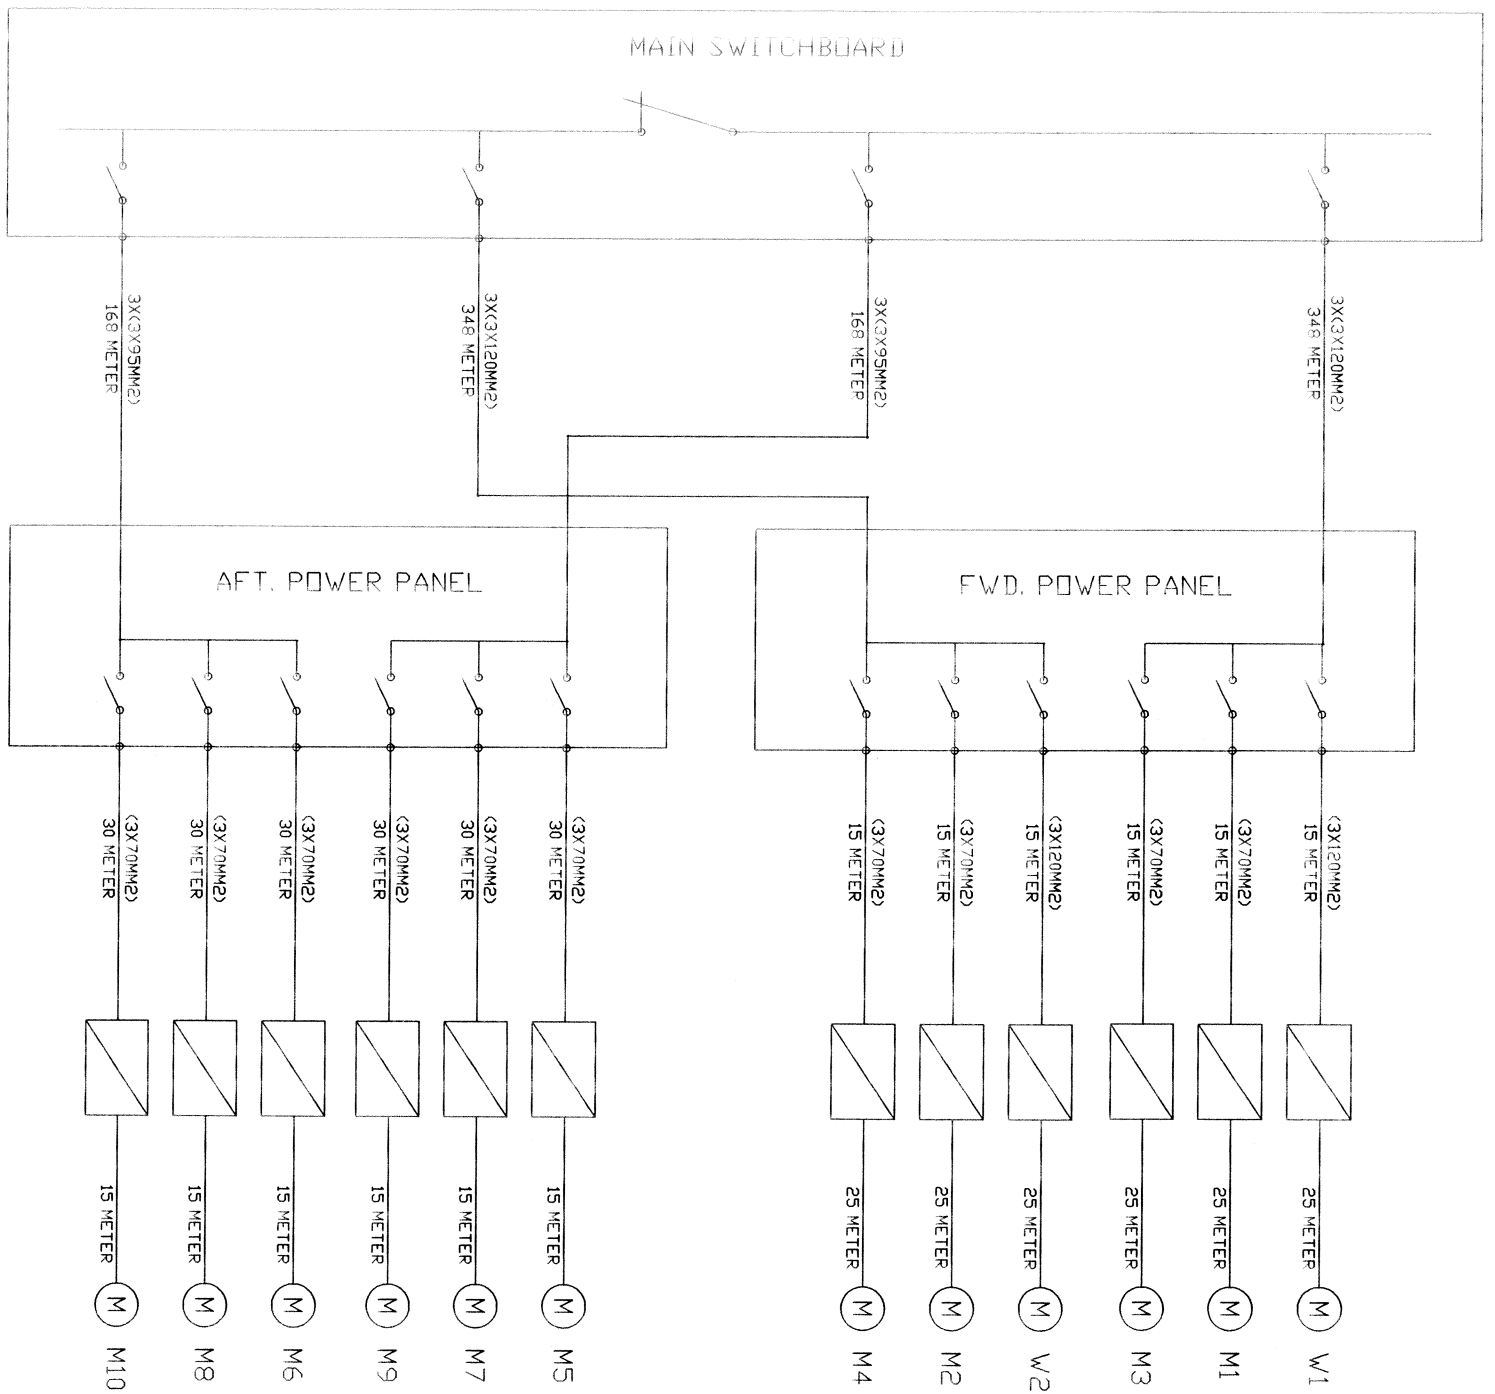 MAIN SWITCHBOARD
3X(3X95MM2)
168 METER
3X(3X120MM2)
348 METER
3X(3X95MM2)
168 METER
3X(3X120MM2)
348 METER
AFT. POWER PANEL
FWD. POWER PANEL
(3X70MM2)
30 METER
(3X70MM2)
30 METER
(3X70MM2)
30 METER
(3X70MM2)
30 METER
(3X70MM2)
30 METER
(3X70MM2)
30 METER
(3X70MM2)
15 METER
(3X70MM2)
15 METER
(3X120MM2)
15 METER
(3X70MM2)
15 METER
(3X70MM2)
15 METER
(3X120MM2)
15 METER
15 METER
15 METER
15 METER
15 METER
15 METER
15 METER
25 METER
25 METER
25 METER
25 METER
25 METER
25 METER
M
M
M
M
M
M
M
M
M
M
M
M
M10
M8
M6
M9
M7
M5
M4
M2
W2
M3
M1
W1